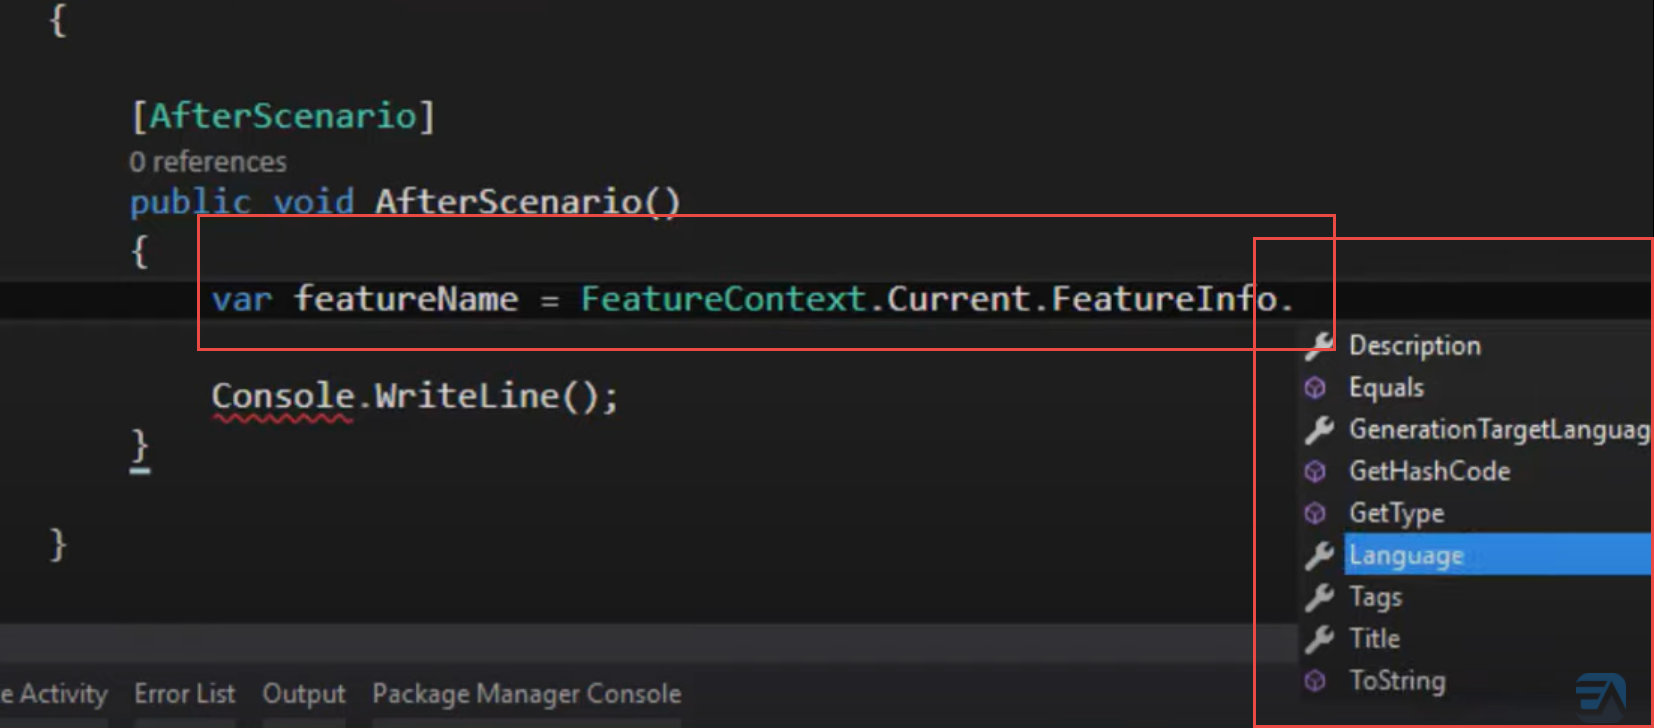 {
[AfterScenario]
0 references
public void AfterScenario()
{
var featureName = FeatureContext.Current.FeatureInfo.
Description
Equals
Console.WriteLine();
GenerationTargetLanguag
}
GetHashCode
GetType
}
Language
Tags
Title
ToString
e Activity Error List Output Package Manager Console
EA